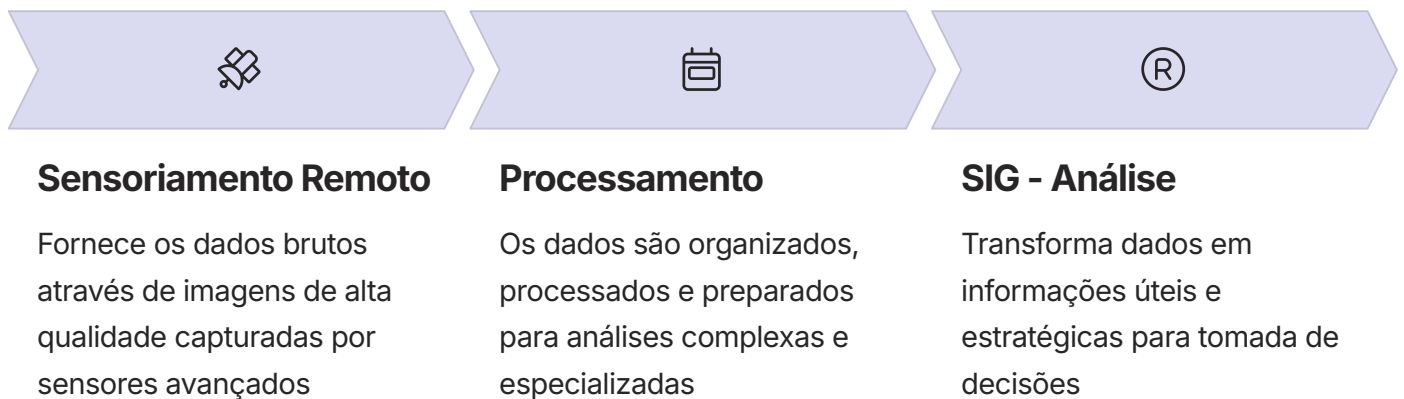 R
Sensoriamento Remoto
Fornece os dados brutos
através de imagens de alta
qualidade capturadas por
sensores avançados
Processamento
Os dados são organizados,
processados e preparados
para análises complexas e
especializadas
SIG - Análise
Transforma dados em
informações úteis e
estratégicas para tomada de
decisões